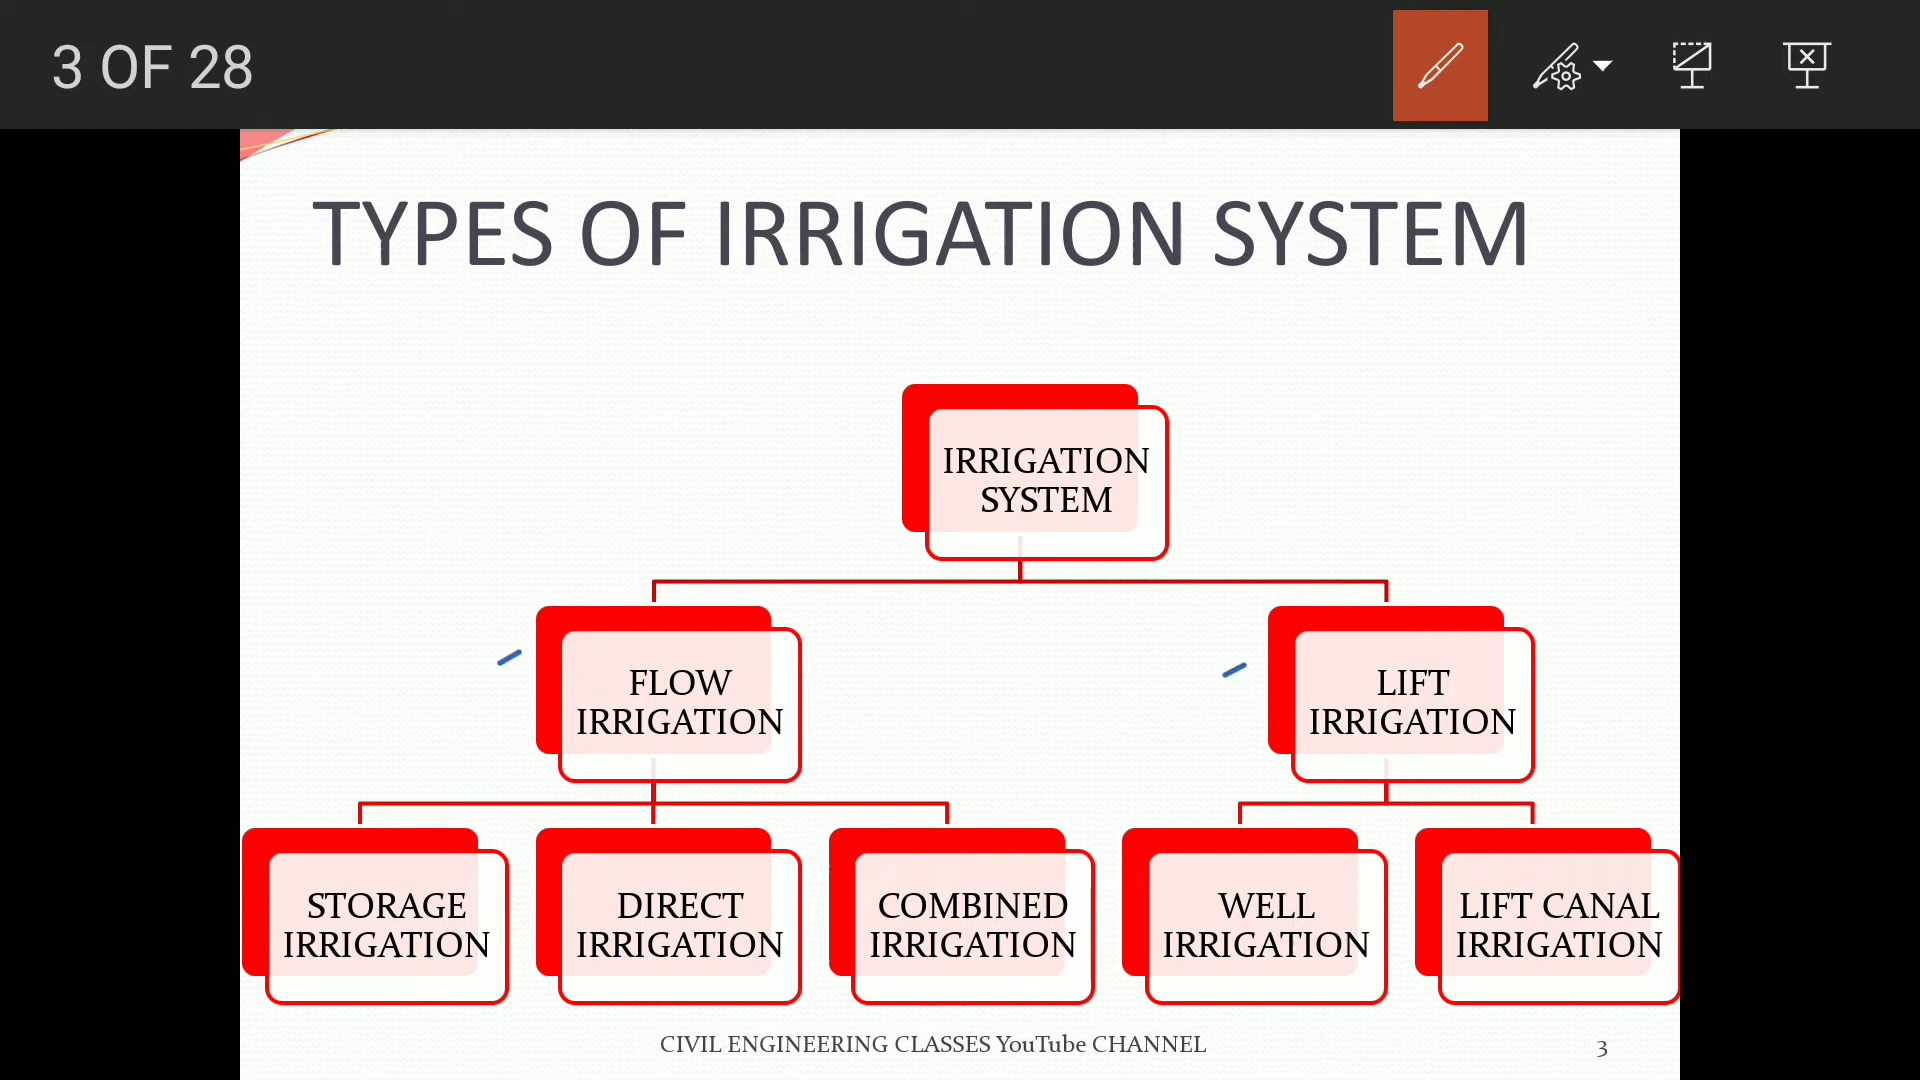 3 OF 28
TYPES OF IRRIGATION SYSTEM
IRRIGATION
SYSTEM
FLOW
IRRIGATION
LIFT
IRRIGATION
STORAGE
IRRIGATION
DIRECT
IRRIGATION
COMBINED
IRRIGATION
WELL
IRRIGATION
LIFT CANAL
IRRIGATION
CIVIL ENGINEERING CLASSES YouTube CHANNEL
3